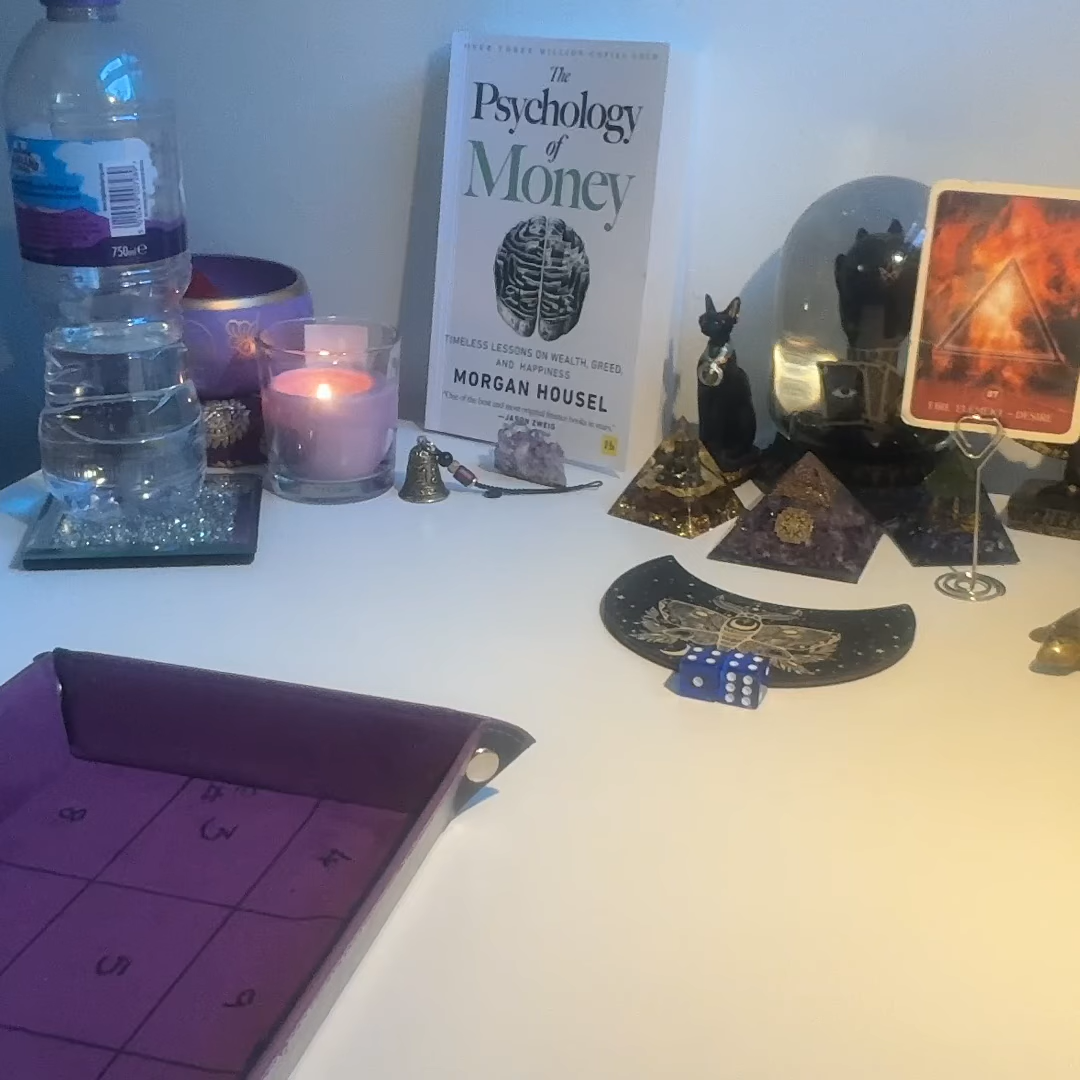 OVER THREE MILLION COPIES SOLD
The
Psychology
of
Money
TIMELESS LESSONS ON WEALTH, GREED,
AND HAPPINESS
MORGAN HOUSEL
"One of the best and most original finance books in years."
—JASON ZWEIG
750ml e
07
FIRE ELEMENT - DESIRE
8
3
4
5
9